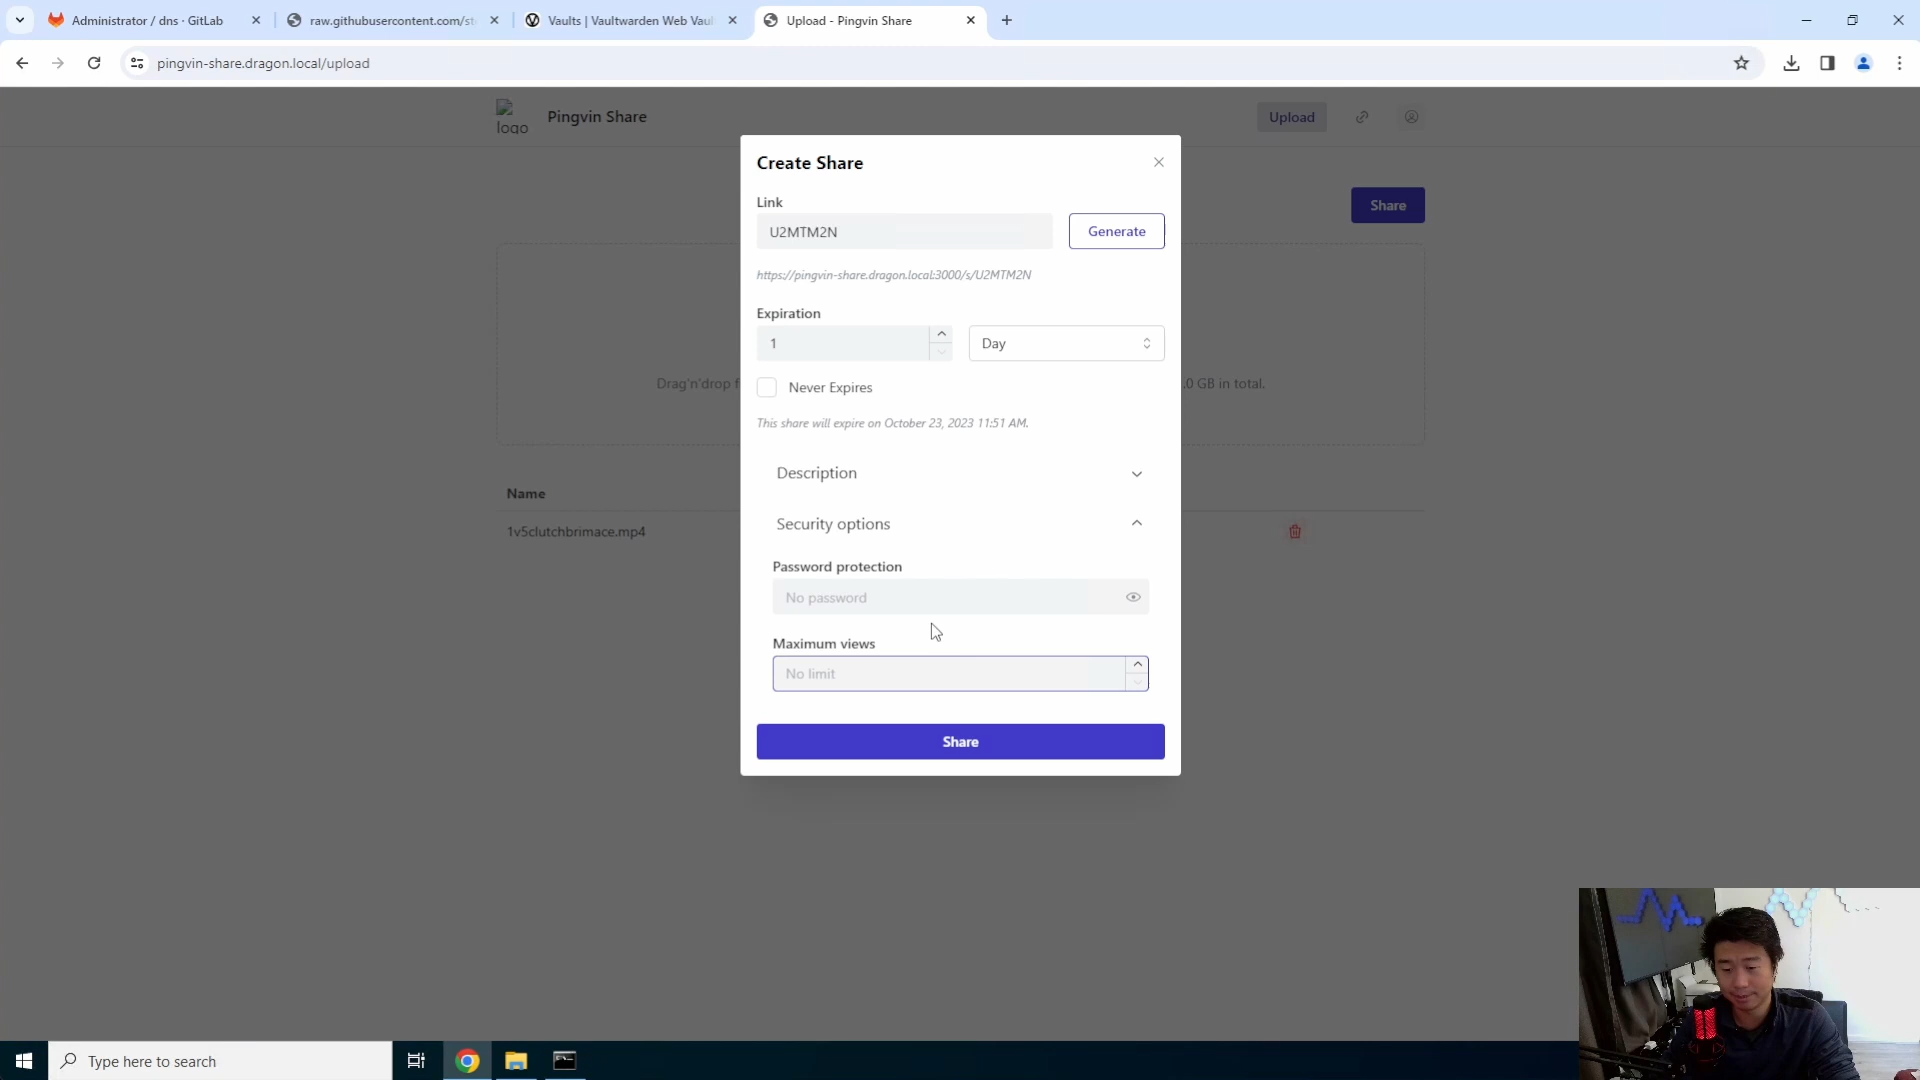 Administrator / dns · GitLab
raw.githubusercontent.com/st
Vaults | Vaultwarden Web Vaul
Upload - Pingvin Share
pingvin-share.dragon.local/upload
logo
Pingvin Share
Upload
Share
Create Share
Link
U2MTM2N
Generate
https://pingvin-share.dragon.local:3000/s/U2MTM2N
Expiration
1
Day
Never Expires
This share will expire on October 23, 2023 11:51 AM.
Drag'n'drop f
.0 GB in total.
Description
Name
Security options
1v5clutchbrimace.mp4
Password protection
No password
Maximum views
No limit
Share
Type here to search